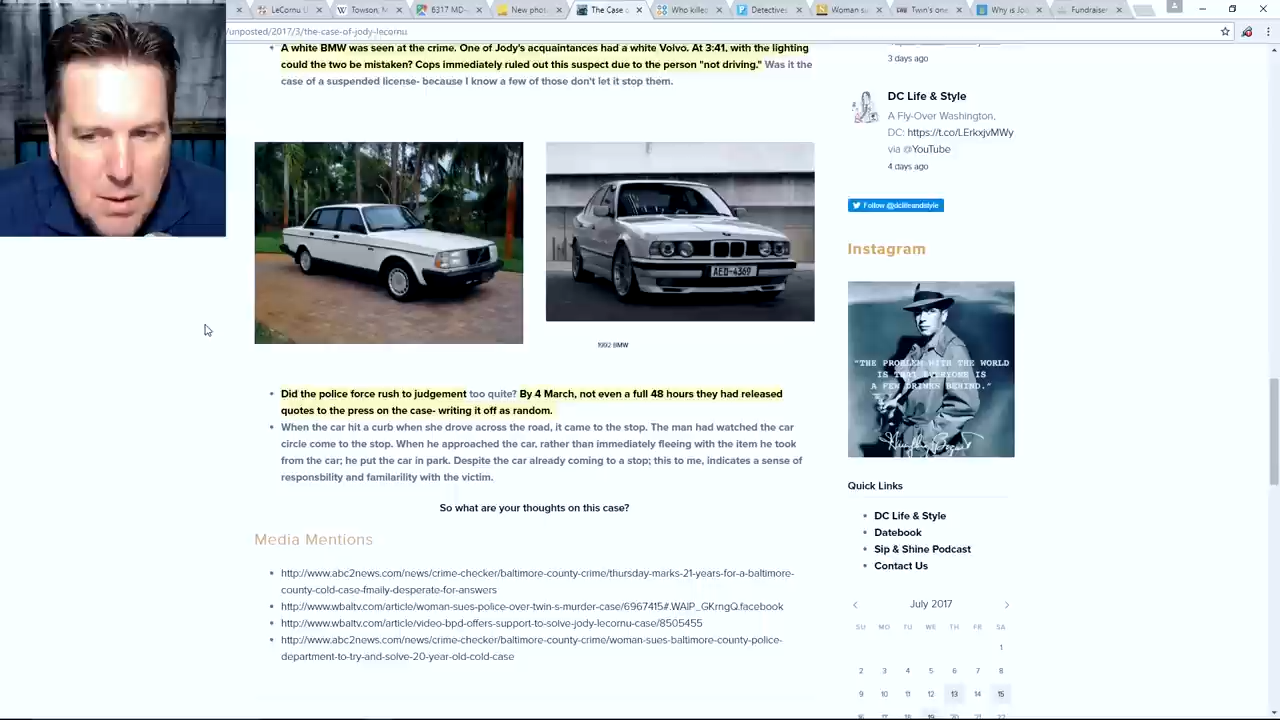 LeCornu L
Towson, M
8317 MD
New photo
The Case o
Who killed
Detectives
Woman su
Twin's one
Why is Jo
Fundraiser
/unposted/2017/3/the-case-of-jody-lecornu
A white BMW was seen at the crime. One of Jody's acquaintances had a white Volvo. At 3:41, with the lighting
could the two be mistaken? Cops immediately ruled out this suspect due to the person "not driving." Was it the
case of a suspended license- because I know a few of those don't let it stop them.
AED-4369
1992 BMW
Did the police force rush to judgement too quite? By 4 March, not even a full 48 hours they had released
quotes to the press on the case- writing it off as random.
When the car hit a curb when she drove across the road, it came to the stop. The man had watched the car
circle come to the stop. When he approached the car, rather than immediately fleeing with the item he took
from the car; he put the car in park. Despite the car already coming to a stop; this to me, indicates a sense of
responsbility and familarility with the victim.
So what are your thoughts on this case?
Media Mentions
http://www.abc2news.com/news/crime-checker/baltimore-county-crime/thursday-marks-21-years-for-a-baltimore-
county-cold-case-fmaily-desperate-for-answers
http://www.wbaltv.com/article/woman-sues-police-over-twin-s-murder-case/6967415#.WAlP_GKrngQ.facebook
http://www.wbaltv.com/article/video-bpd-offers-support-to-solve-jody-lecornu-case/8505455
http://www.abc2news.com/news/crime-checker/baltimore-county-crime/woman-sues-baltimore-county-police-
department-to-try-and-solve-20-year-old-cold-case
3 days ago
DC Life & Style
A Fly-Over Washington,
DC: https://t.co/LErkxjvMWy
via @YouTube
4 days ago
Follow @dclifeandstyle
Instagram
"THE PROBLEM WITH THE WORLD
IS THAT EVERYONE IS
A FEW DRINKS BEHIND."
Humphrey Bogart
Quick Links
DC Life & Style
Datebook
Sip & Shine Podcast
Contact Us
July 2017
SU MO TU WE TH FR SA
1
2 3 4 5 6 7 8
9 10 11 12 13 14 15
16 17 18 19 20 21 22